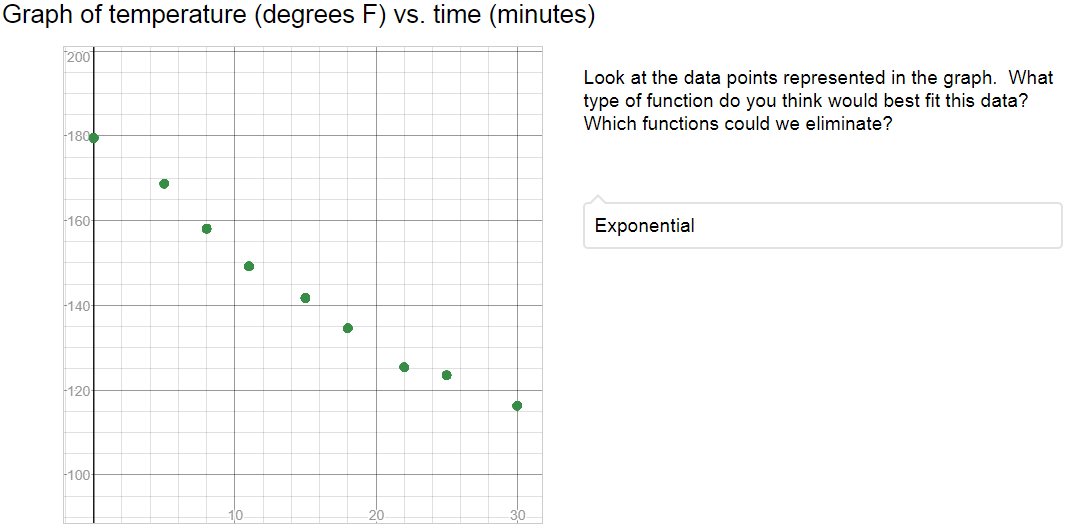 Graph of temperature (degrees F) vs. time (minutes)
200
180
160
140
120
100
10
20
30
Look at the data points represented in the graph.  What
type of function do you think would best fit this data?
Which functions could we eliminate?
Exponential